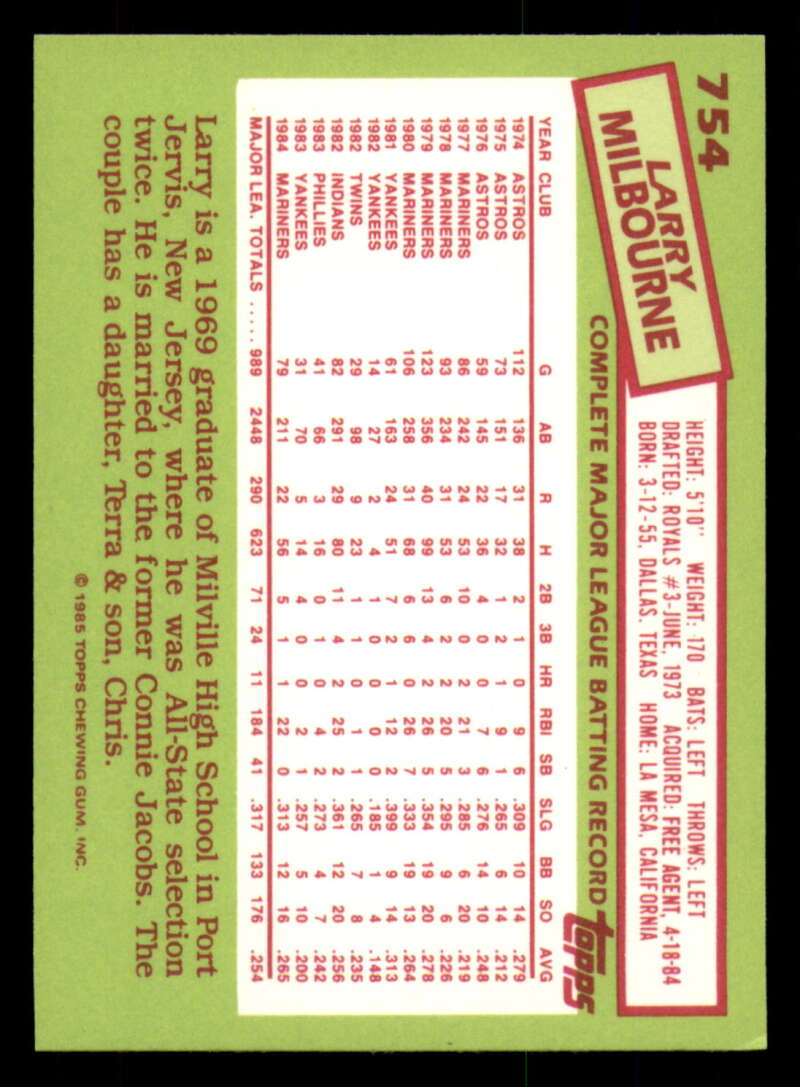 754
LARRY
MILBOURNE
HEIGHT: 5'10" WEIGHT: 170 BATS: LEFT THROWS: LEFT
DRAFTED: ROYALS #3-JUNE, 1973 ACQUIRED: FREE AGENT, 4-18-84
BORN: 3-12-55, DALLAS, TEXAS HOME: LA MESA, CALIFORNIA
COMPLETE MAJOR LEAGUE BATTING RECORD
topps
YEAR CLUB G AB R H 2B 3B HR RBI SB SLG BB SO AVG
1974 ASTROS 112 136 31 38 2 1 0 9 6 .309 10 14 .279
1975 ASTROS 73 151 17 32 1 2 1 9 1 .265 6 14 .212
1976 ASTROS 59 145 22 36 4 0 0 7 6 .276 14 10 .248
1977 MARINERS 86 242 24 53 10 0 2 21 3 .285 6 20 .219
1978 MARINERS 93 234 31 53 6 2 2 20 5 .295 9 6 .226
1979 MARINERS 123 356 40 99 13 4 2 26 5 .354 19 20 .278
1980 MARINERS 106 258 31 68 6 6 0 26 7 .333 19 13 .264
1981 YANKEES 61 163 24 51 7 2 1 12 2 .399 9 14 .313
1982 YANKEES 14 27 2 4 1 0 0 0 0 .185 1 4 .148
1982 TWINS 29 98 9 23 1 1 0 1 1 .265 7 8 .235
1982 INDIANS 82 291 29 80 11 4 2 25 2 .361 12 20 .256
1983 PHILLIES 41 66 3 16 0 1 0 4 2 .273 4 7 .242
1983 YANKEES 31 70 5 14 4 0 0 2 1 .257 5 10 .200
1984 MARINERS 79 211 22 56 5 1 1 22 0 .313 12 16 .265
MAJOR LEA. TOTALS ..... 989 2448 290 623 71 24 11 184 41 .317 133 176 .254
Larry is a 1969 graduate of Milville High School in Port
Jervis, New Jersey, where he was All-State selection
twice. He is married to the former Connie Jacobs. The
couple has a daughter, Terra & son, Chris.
© 1985 TOPPS CHEWING GUM, INC.